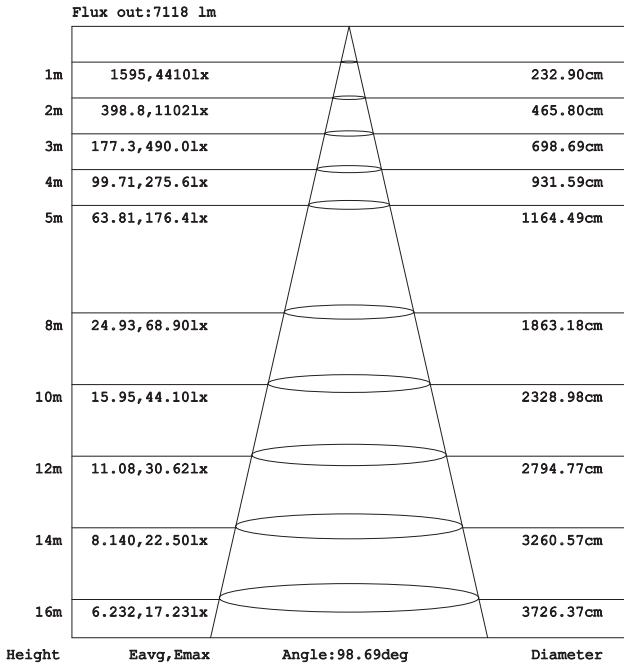 Flux out:7118 lm
1m 1595,4410lx 232.90cm
2m 398.8,1102lx 465.80cm
3m 177.3,490.0lx 698.69cm
4m 99.71,275.6lx 931.59cm
5m 63.81,176.4lx 1164.49cm
8m 24.93,68.90lx 1863.18cm
10m 15.95,44.10lx 2328.98cm
12m 11.08,30.62lx 2794.77cm
14m 8.140,22.50lx 3260.57cm
16m 6.232,17.23lx 3726.37cm
Height Eavg,Emax Angle:98.69deg Diameter